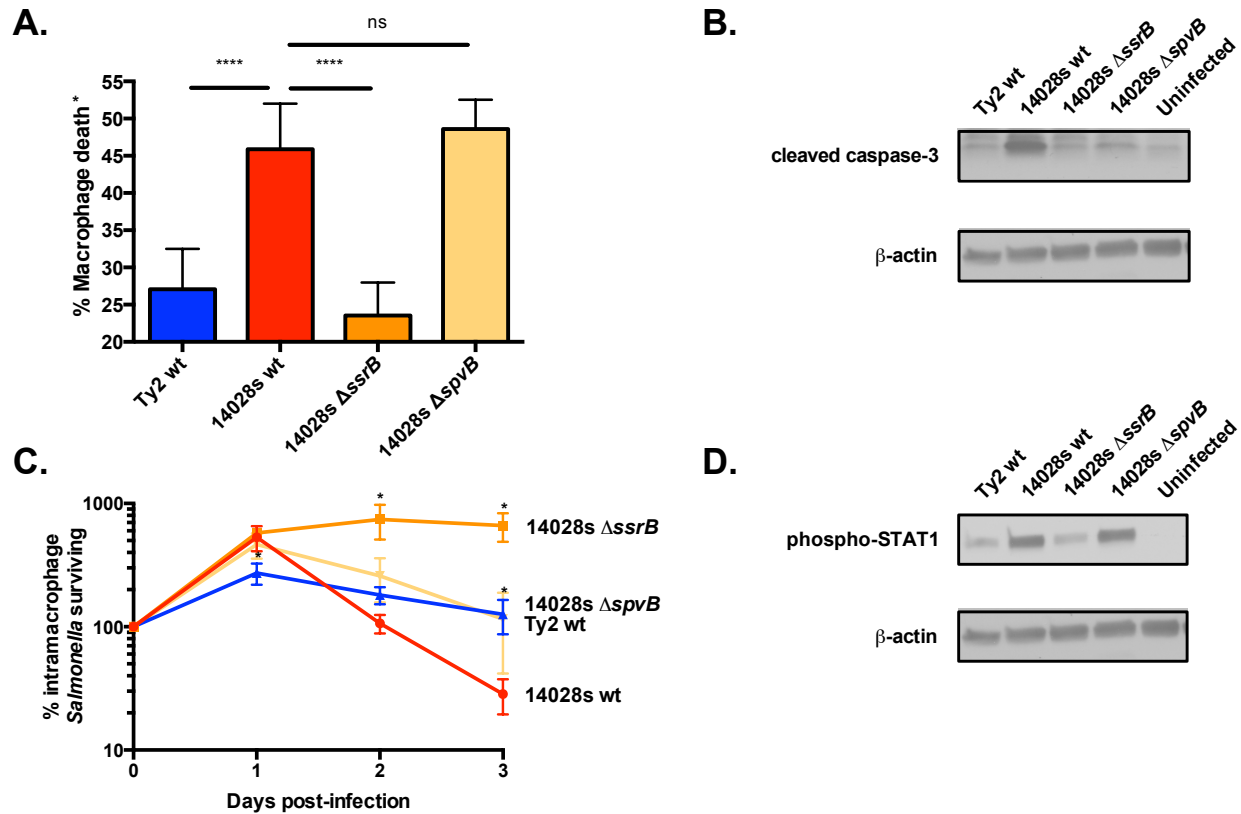 A.
ns
****
****
% Macrophage death*
55
50
45
40
35
30
25
20
Ty2 wt
14028s wt
14028s ΔssrB
14028s ΔspvB
B.
Ty2 wt
14028s wt
14028s ΔssrB
14028s ΔspvB
Uninfected
cleaved caspase-3
β-actin
C.
% intramacrophage
Salmonella surviving
1000
100
10
*
*
*
*
14028s ΔssrB
14028s ΔspvB
Ty2 wt
14028s wt
0
1
2
3
Days post-infection
D.
Ty2 wt
14028s wt
14028s ΔssrB
14028s ΔspvB
Uninfected
phospho-STAT1
β-actin